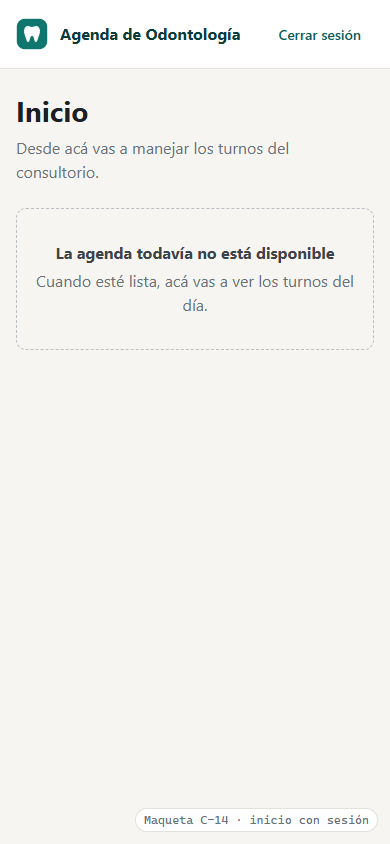 Agenda de Odontología
Cerrar sesión
Inicio
Desde acá vas a manejar los turnos del
consultorio.
La agenda todavía no está disponible
Cuando esté lista, acá vas a ver los turnos del
día.
Maqueta C-14 · inicio con sesión